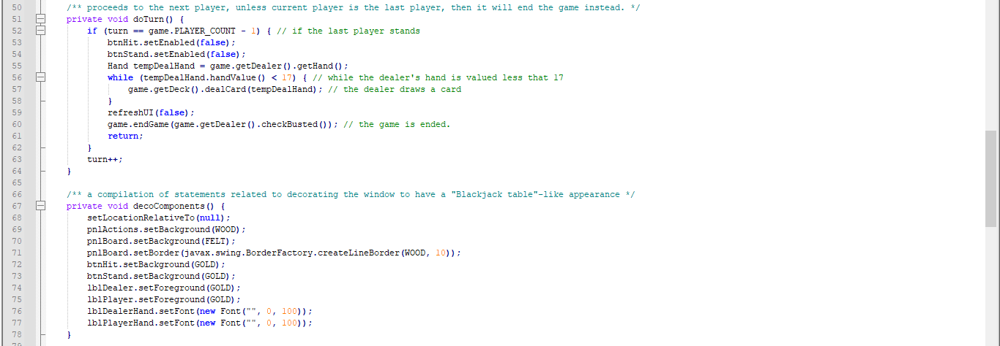 50 /** proceeds to the next player, unless current player is the last player, then it will end the game instead. */
51 private void doTurn() {
52 if (turn == game.PLAYER_COUNT - 1) { // if the last player stands
53 btnHit.setEnabled(false);
54 btnStand.setEnabled(false);
55 Hand tempDealHand = game.getDealer().getHand();
56 while (tempDealHand.handValue() < 17) { // while the dealer's hand is valued less that 17
57 game.getDeck().dealCard(tempDealHand); // the dealer draws a card
58 }
59 refreshUI(false);
60 game.endGame(game.getDealer().checkBusted()); // the game is ended.
61 return;
62 }
63 turn++;
64 }
65
66 /** a compilation of statements related to decorating the window to have a "Blackjack table"-like appearance */
67 private void decoComponents() {
68 setLocationRelativeTo(null);
69 pnlActions.setBackground(WOOD);
70 pnlBoard.setBackground(FELT);
71 pnlBoard.setBorder(javax.swing.BorderFactory.createLineBorder(WOOD, 10));
72 btnHit.setBackground(GOLD);
73 btnStand.setBackground(GOLD);
74 lblDealer.setForeground(GOLD);
75 lblPlayer.setForeground(GOLD);
76 lblDealerHand.setFont(new Font("", 0, 100));
77 lblPlayerHand.setFont(new Font("", 0, 100));
78 }